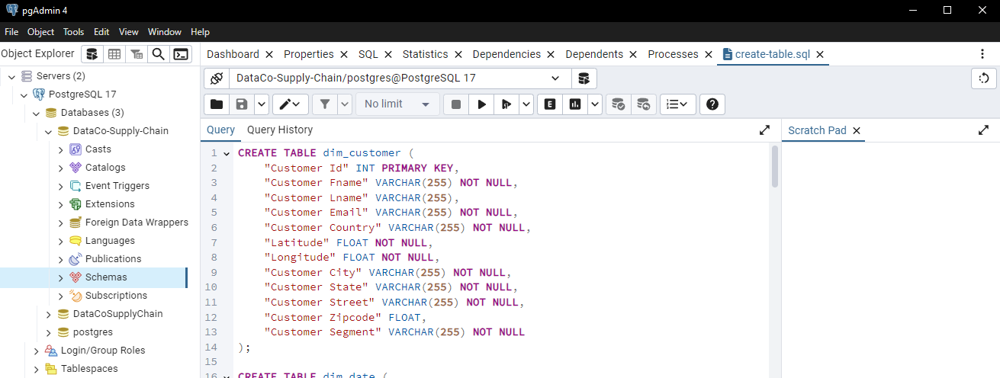 pgAdmin 4
File Object Tools Edit View Window Help
Object Explorer
Dashboard Properties SQL Statistics Dependencies Dependents Processes create-table.sql
Servers (2)
PostgreSQL 17
Databases (3)
DataCo-Supply-Chain
Casts
Catalogs
Event Triggers
Extensions
Foreign Data Wrappers
Languages
Publications
Schemas
Subscriptions
DataCoSupplyChain
postgres
Login/Group Roles
Tablespaces
DataCo-Supply-Chain/postgres@PostgreSQL 17
No limit
E
Query Query History
Scratch Pad
1 CREATE TABLE dim_customer (
2 "Customer Id" INT PRIMARY KEY,
3 "Customer Fname" VARCHAR(255) NOT NULL,
4 "Customer Lname" VARCHAR(255),
5 "Customer Email" VARCHAR(255) NOT NULL,
6 "Customer Country" VARCHAR(255) NOT NULL,
7 "Latitude" FLOAT NOT NULL,
8 "Longitude" FLOAT NOT NULL,
9 "Customer City" VARCHAR(255) NOT NULL,
10 "Customer State" VARCHAR(255) NOT NULL,
11 "Customer Street" VARCHAR(255) NOT NULL,
12 "Customer Zipcode" FLOAT,
13 "Customer Segment" VARCHAR(255) NOT NULL
14 );
15
16 CREATE TABLE dim_date (